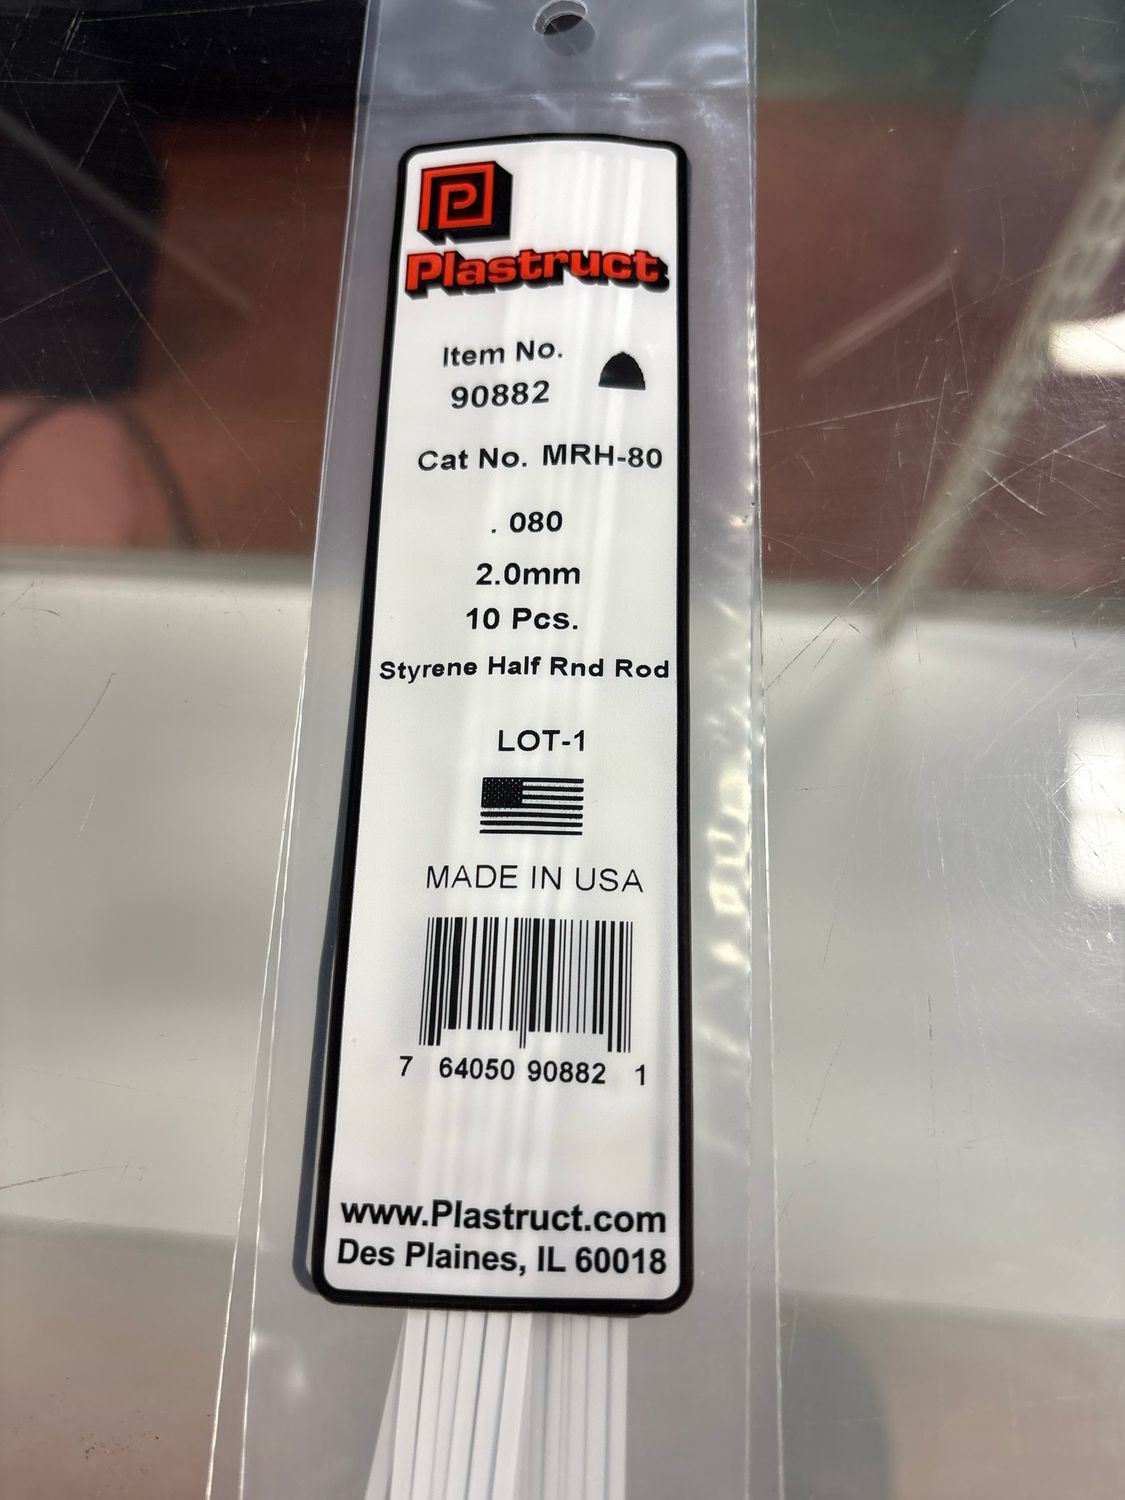 P
Plastruct
Item No.
90882
Cat No. MRH-80
. 080
2.0mm
10 Pcs.
Styrene Half Rnd Rod
LOT-1
MADE IN USA
7 64050 90882 1
www.Plastruct.com
Des Plaines, IL 60018